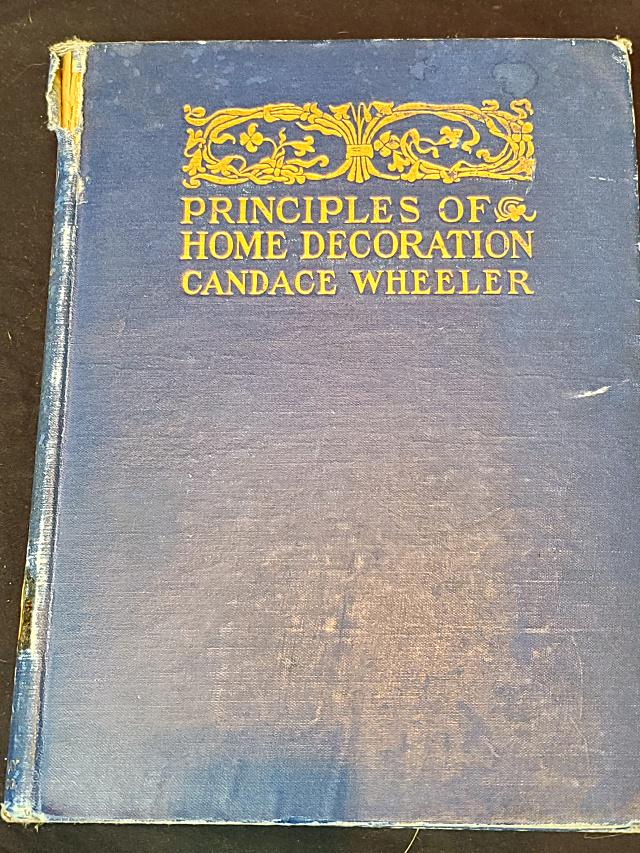 PRINCIPLES OF
HOME DECORATION
CANDACE WHEELER